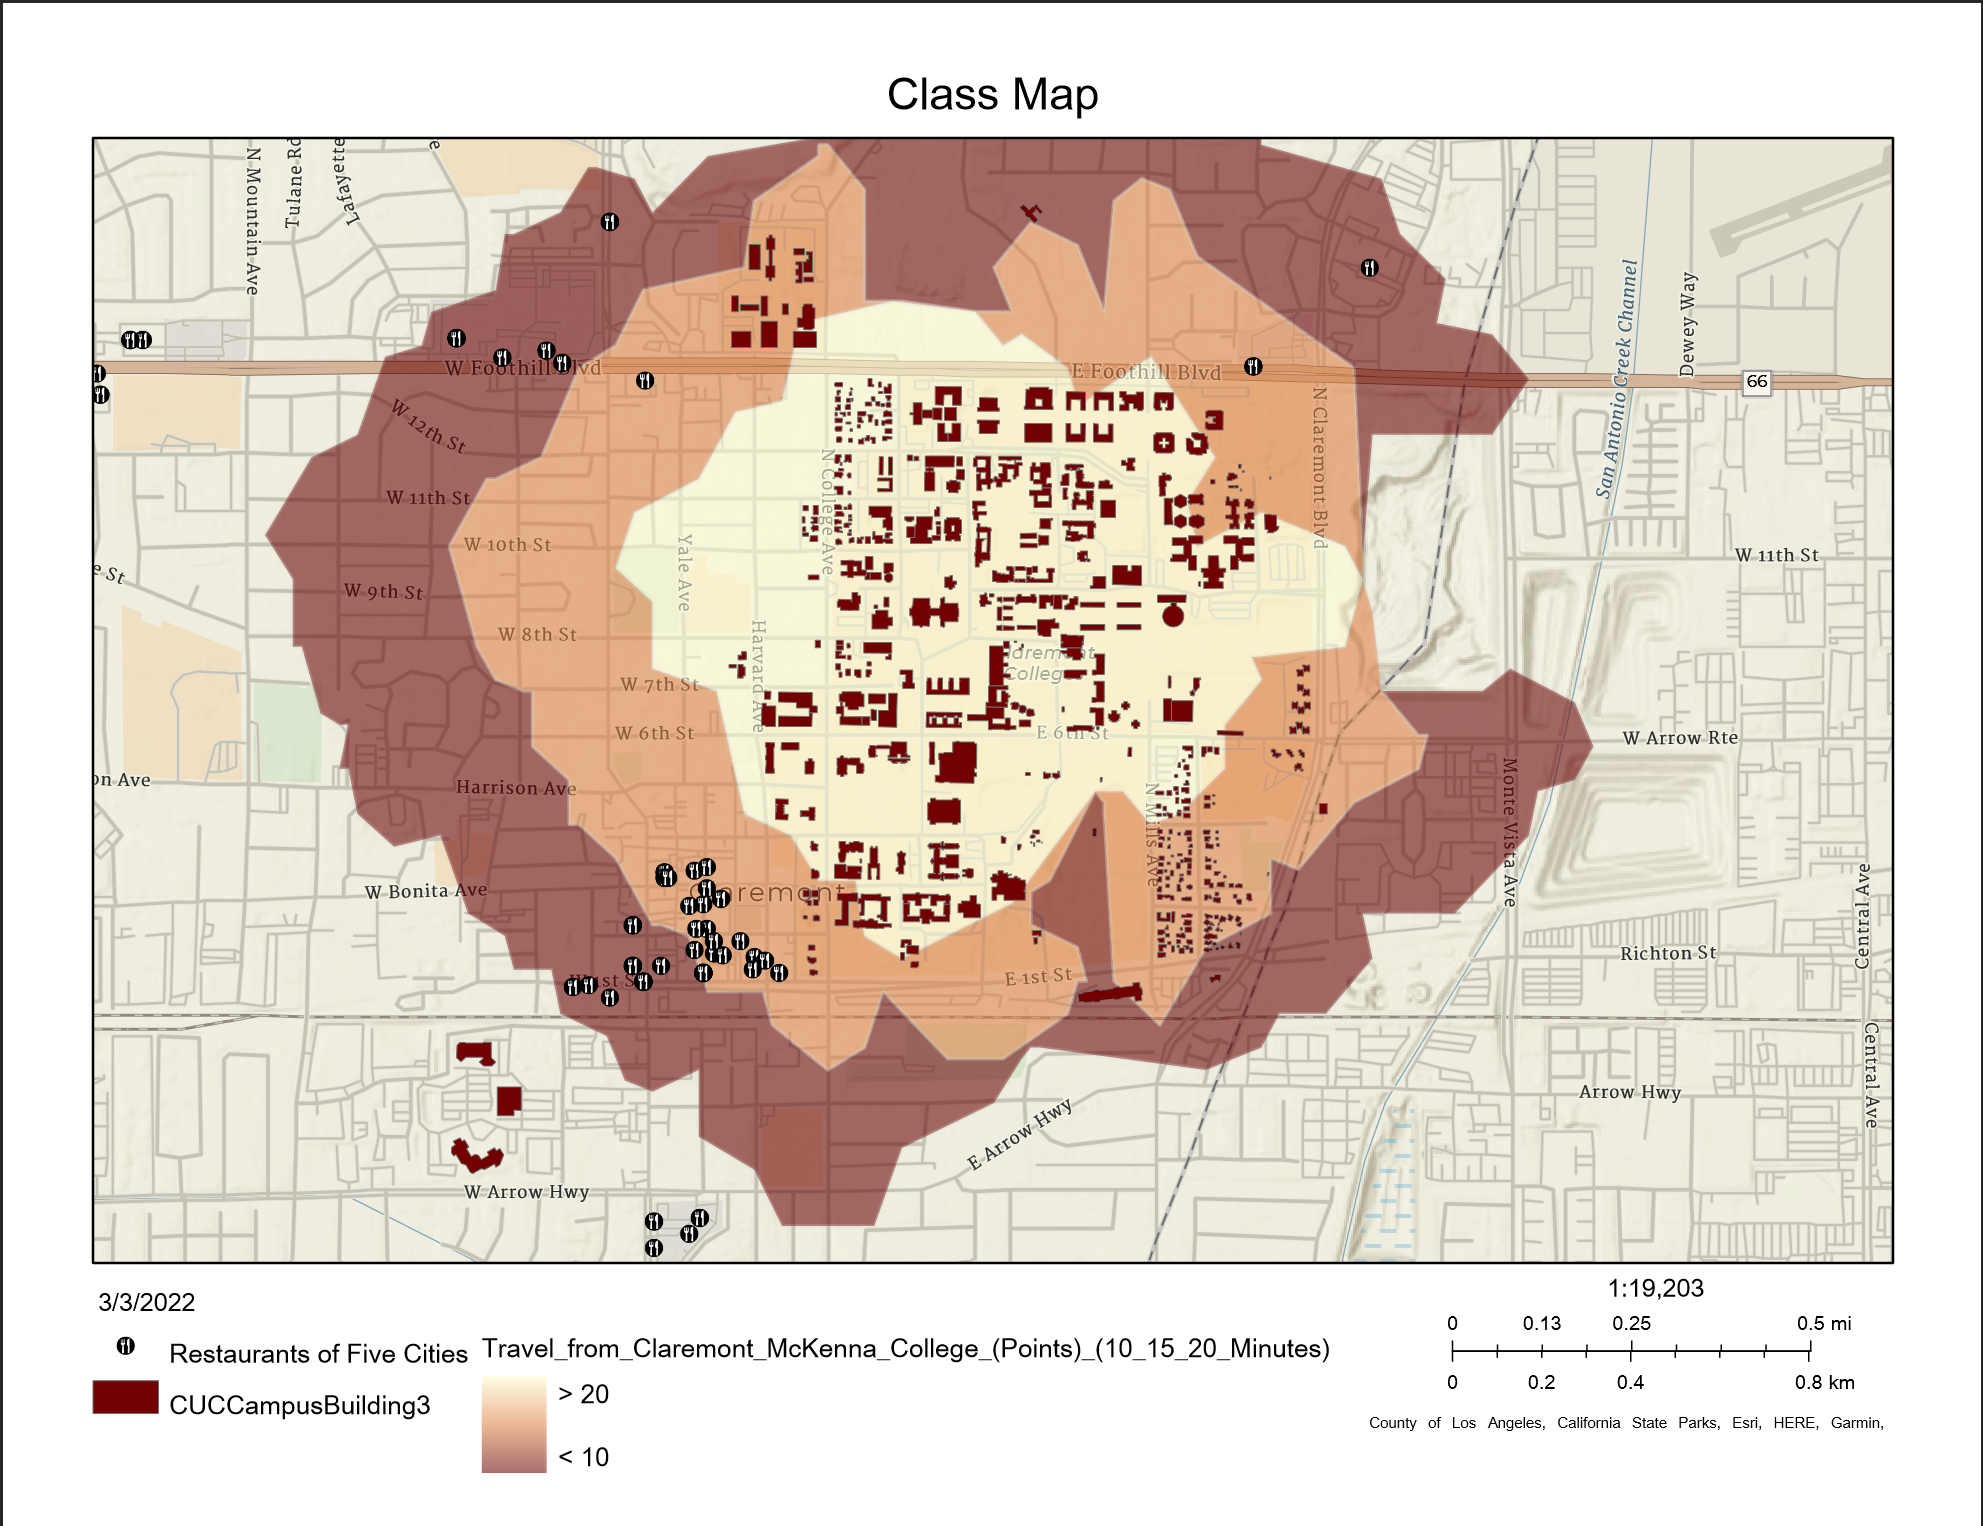 Class Map
N Mountain Ave
Tulane Rd
Lafayette
e
San Antonio Creek Channel
Dewey Way
W Foothill Blvd
E Foothill Blvd
66
N Claremont Blvd
W 12th St
N College Ave
W 11th St
W 10th St
Yale Ave
W 11th St
e St
W 9th St
W 8th St
Harvard Ave
Claremont
Colleg
W 7th St
W 6th St
E 6th St
W Arrow Rte
on Ave
Harrison Ave
N Mills Ave
Monte Vista Ave
W Bonita Ave
Central Ave
Richton St
E 1st St
Central Ave
Arrow Hwy
E Arrow Hwy
W Arrow Hwy
3/3/2022
1:19,203
Restaurants of Five Cities
CUCCampusBuilding3
Travel_from_Claremont_McKenna_College_(Points)_(10_15_20_Minutes)
> 20
< 10
0 0.13 0.25 0.5 mi
0 0.2 0.4 0.8 km
County of Los Angeles, California State Parks, Esri, HERE, Garmin,